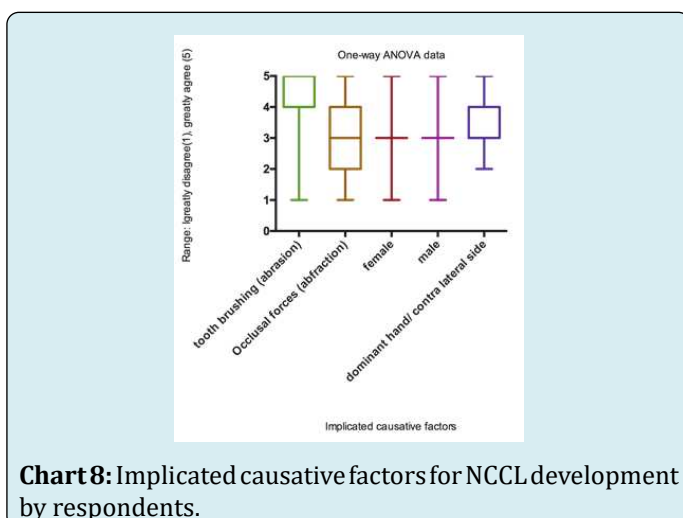 One-way ANOVA data
Range: Igreatly disagree(1), greatly agree (5)
5
4
3
2
1
0
tooth brushing (abrasion)
Occlusal forces (abfraction)
female
male
dominant hand/ contra lateral side
Implicated causative factors
Chart 8: Implicated causative factors for NCCL development
by respondents.